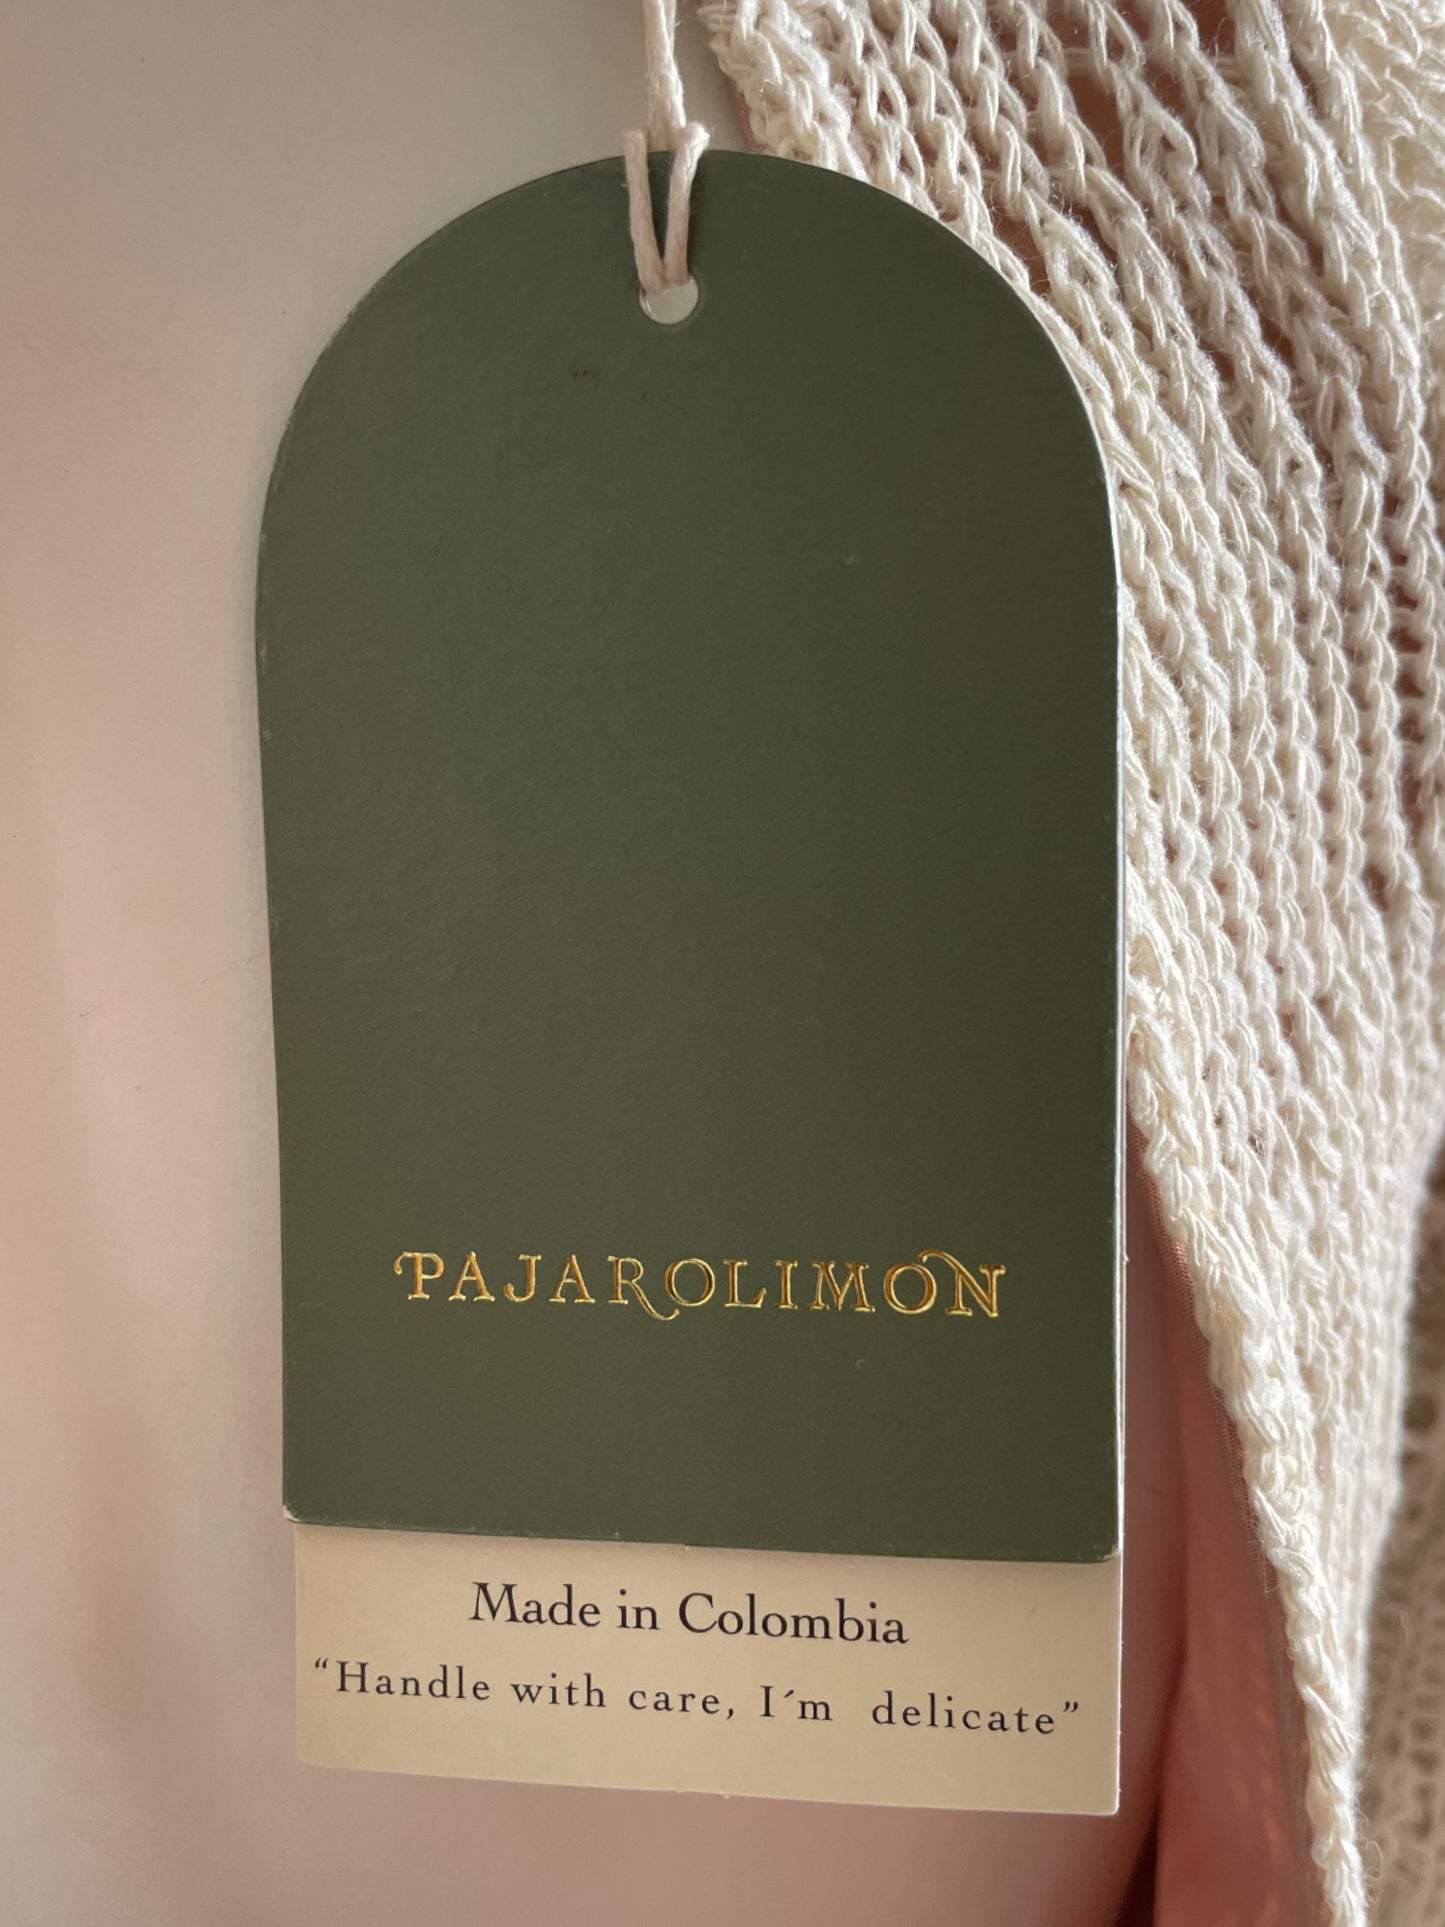 PAJAROLIMON
Made in Colombia
“Handle with care, I´m delicate”